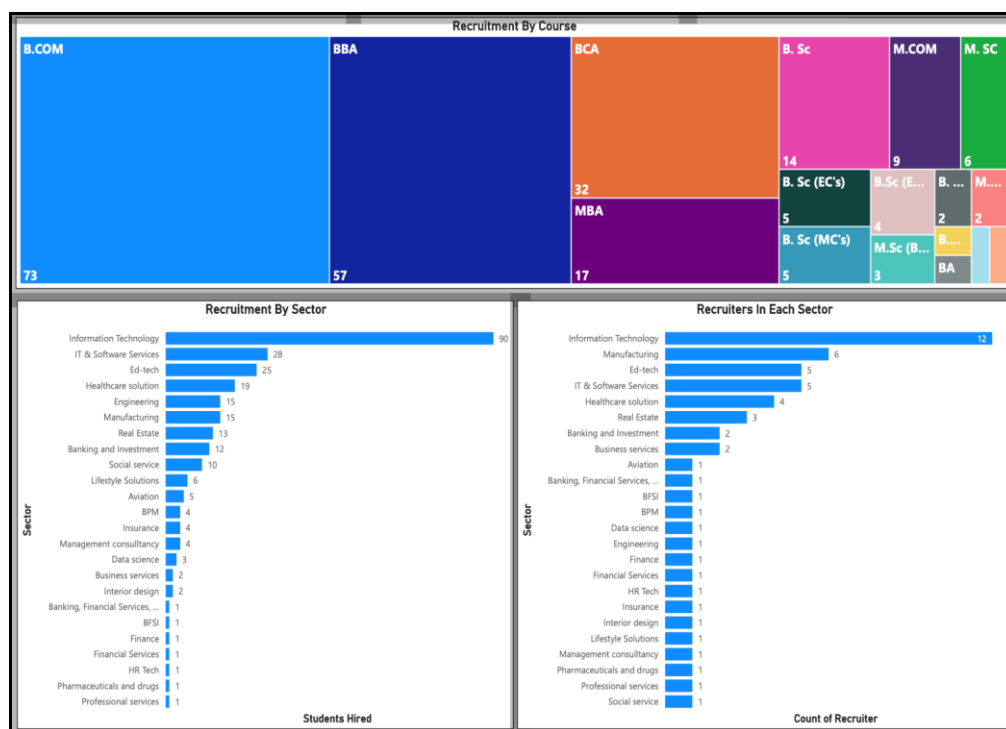 Recruitment By Course
B.COM
73
BBA
57
BCA
32
MBA
17
B. Sc
14
M.COM
9
M. SC
6
B. Sc (EC's)
5
B.Sc (E...
4
B. ...
2
M....
2
B. Sc (MC's)
5
M.Sc (B...
3
B....
BA
Recruitment By Sector
Sector
Information Technology 90
IT & Software Services 28
Ed-tech 25
Healthcare solution 19
Engineering 15
Manufacturing 15
Real Estate 13
Banking and Investment 12
Social service 10
Lifestyle Solutions 6
Aviation 5
BPM 4
Insurance 4
Management consulltancy 4
Data science 3
Business services 2
Interior design 2
Banking, Financial Services, ... 1
BFSI 1
Finance 1
Financial Services 1
HR Tech 1
Pharmaceuticals and drugs 1
Professional services 1
Students Hired
Recruiters In Each Sector
Sector
Information Technology 12
Manufacturing 6
Ed-tech 5
IT & Software Services 5
Healthcare solution 4
Real Estate 3
Banking and Investment 2
Business services 2
Aviation 1
Banking, Financial Services, ... 1
BFSI 1
BPM 1
Data science 1
Engineering 1
Finance 1
Financial Services 1
HR Tech 1
Insurance 1
Interior design 1
Lifestyle Solutions 1
Management consulltancy 1
Pharmaceuticals and drugs 1
Professional services 1
Social service 1
Count of Recruiter